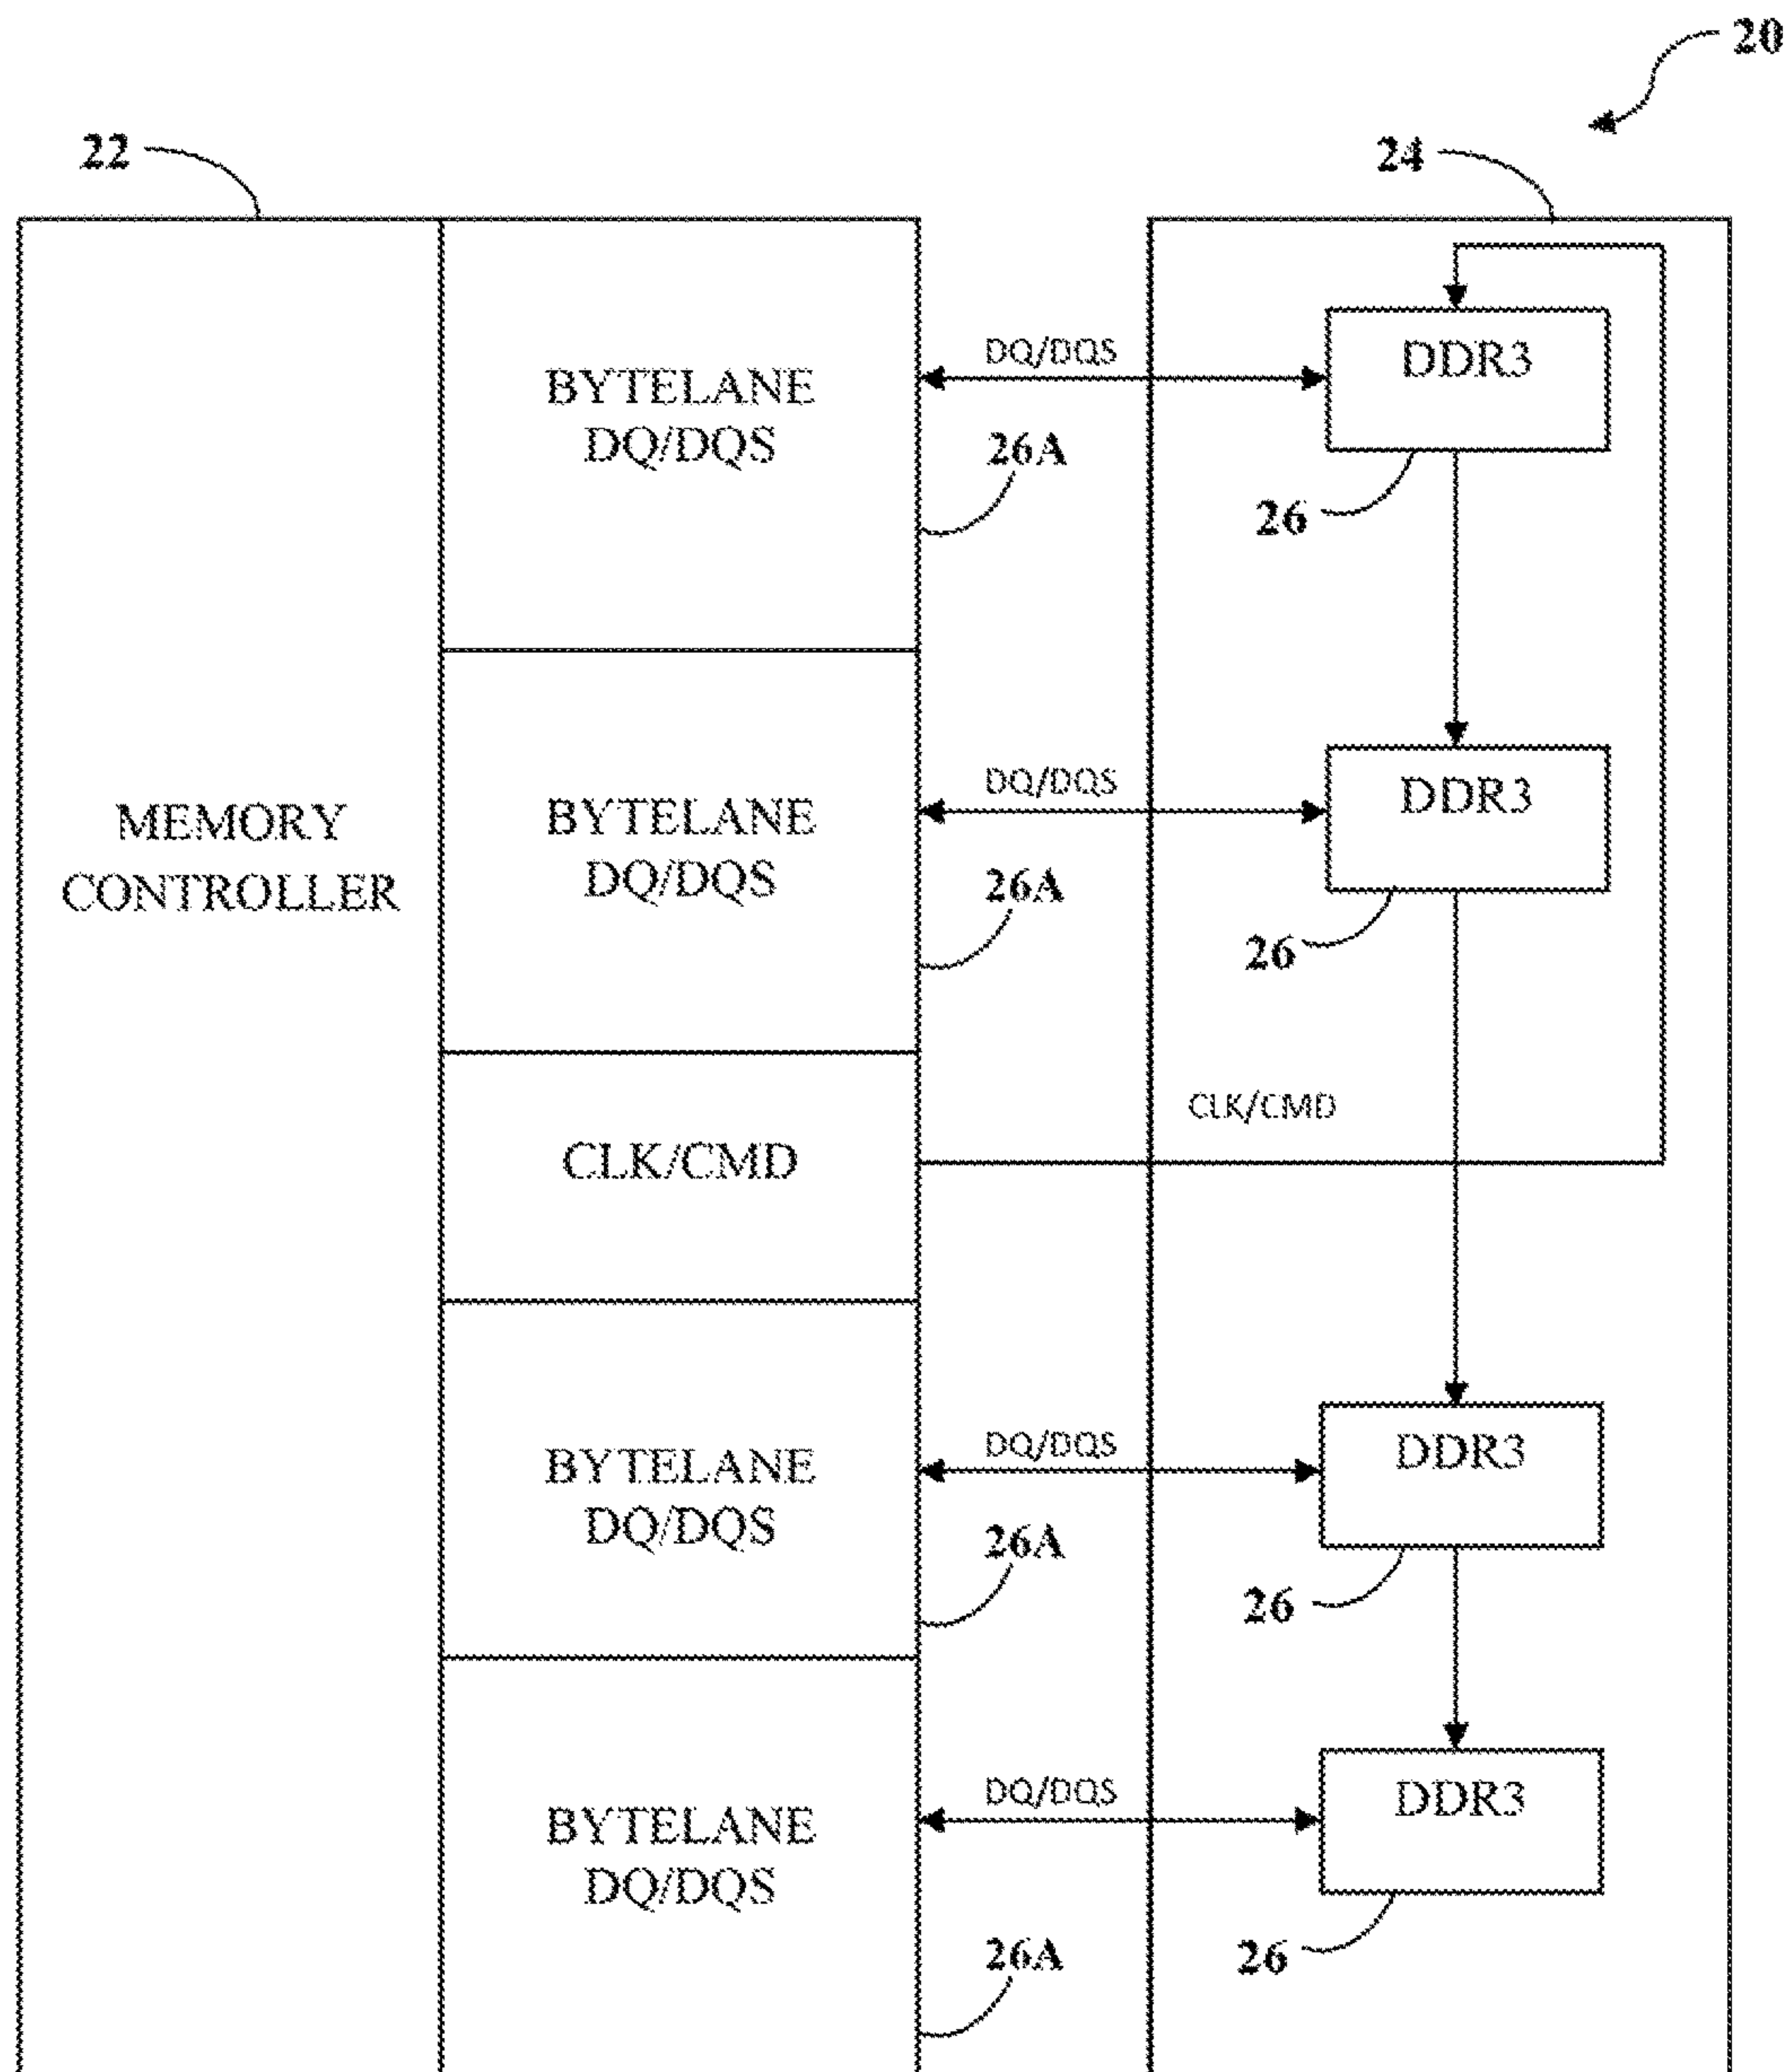 20
22
24
DQ/DQS
DDR3
BYTELANE
DQ/DQS
26A
26
DQ/DQS
DDR3
MEMORY
CONTROLLER
BYTELANE
DQ/DQS
26A
26
CLK/CMD
CLK/CMD
DQ/DQS
DDR3
BYTELANE
DQ/DQS
26A
26
DQ/DQS
DDR3
BYTELANE
DQ/DQS
26A
26